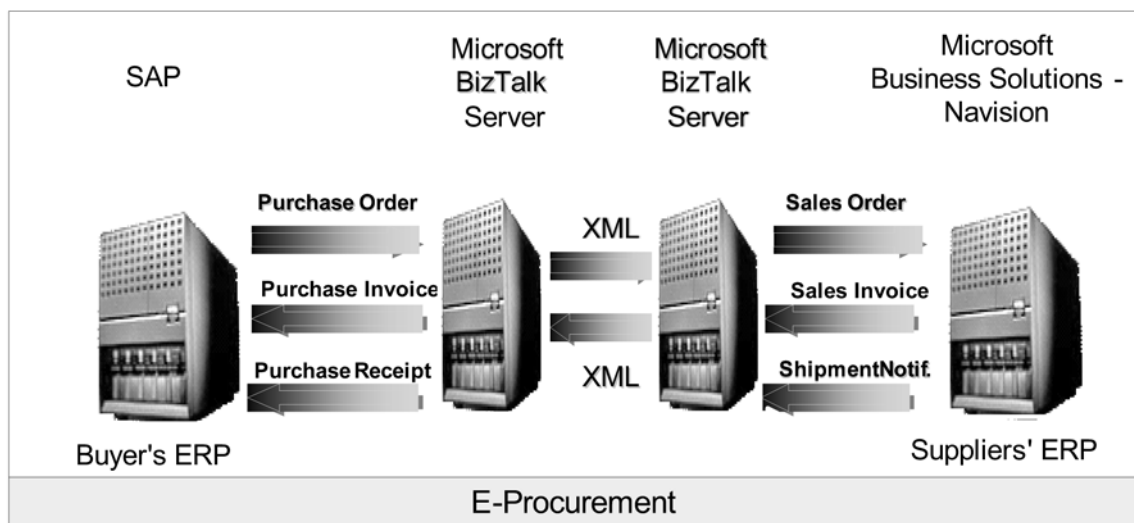 SAP
Microsoft
BizTalk
Server
Microsoft
BizTalk
Server
Microsoft
Business Solutions -
Navision
Purchase Order
Purchase Invoice
Purchase Receipt
XML
XML
Sales Order
Sales Invoice
ShipmentNotif.
Buyer's ERP
Suppliers' ERP
E-Procurement